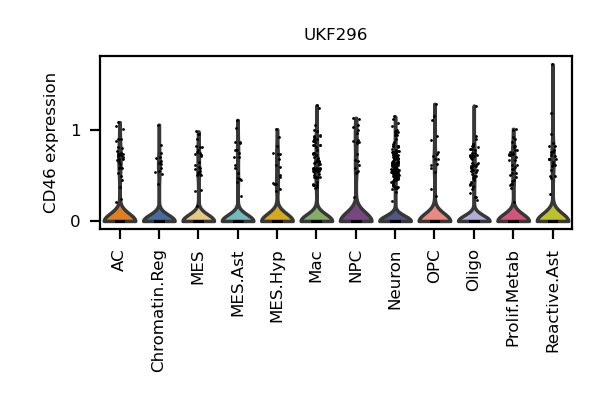 UKF296
CD46 expression
1
0
AC
Chromatin.Reg
MES
MES.Ast
MES.Hyp
Mac
NPC
Neuron
OPC
Oligo
Prolif.Metab
Reactive.Ast